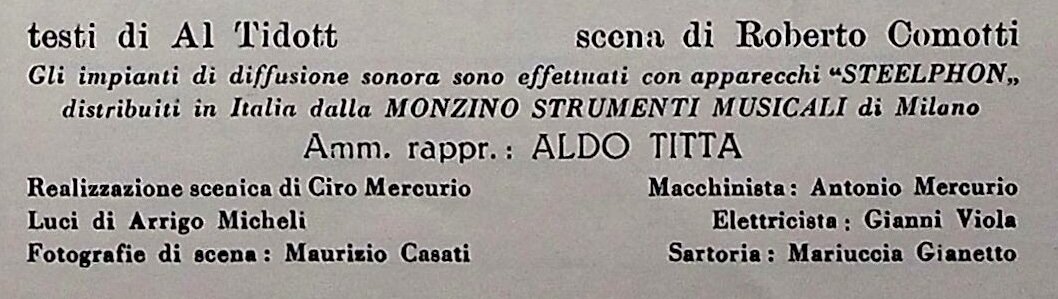 testi di Al Tidott scena di Roberto Comotti
Gli impianti di diffusione sonora sono effettuati con apparecchi “STEELPHON„
distribuiti in Italia dalla MONZINO STRUMENTI MUSICALI di Milano
Amm. rappr.: ALDO TITTA
Realizzazione scenica di Ciro Mercurio Macchinista: Antonio Mercurio
Luci di Arrigo Micheli Elettricista: Gianni Viola
Fotografie di scena: Maurizio Casati Sartoria: Mariuccia Gianetto